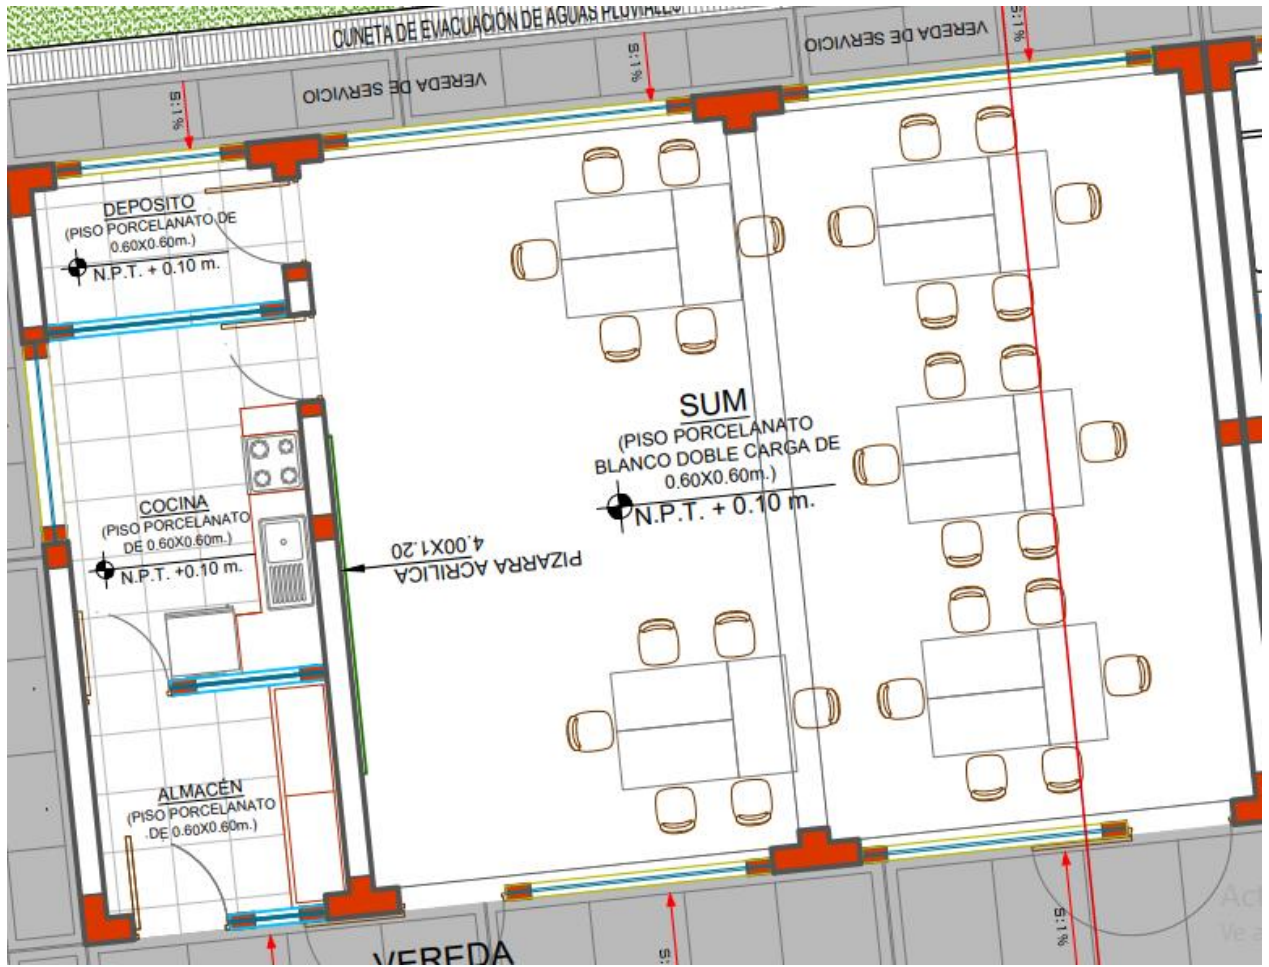 CUNETA DE EVACUACIÓN DE AGUAS PLUVIALES
VEREDA DE SERVICIO
VEREDA DE SERVICIO
S:1%
S:1%
S:1%
DEPOSITO
(PISO PORCELANATO DE
0.60X0.60m.)
N.P.T. + 0.10 m.
SUM
(PISO PORCELANATO
BLANCO DOBLE CARGA DE
0.60X0.60m.)
N.P.T. + 0.10 m.
COCINA
(PISO PORCELANATO
DE 0.60X0.60m.)
N.P.T. +0.10 m.
PIZARRA ACRILICA
4.00X1.20
ALMACÉN
(PISO PORCELANATO
DE 0.60X0.60m.)
VEREDA
S:
S:1%
Act
Ve a